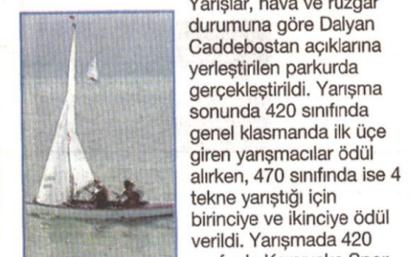 Yarışlar, hava ve rüzgar
durumuna göre Dalyan
Caddebostan açıklarına
yerleştirilen parkurda
gerçekleştirildi. Yarışma
sonunda 420 sınıfında
genel klasmanda ilk üçe
giren yarışmacılar ödül
alırken, 470 sınıfında ise 4
tekne yarıştığı için
birinciye ve ikinciye ödül
verildi. Yarışmada 420